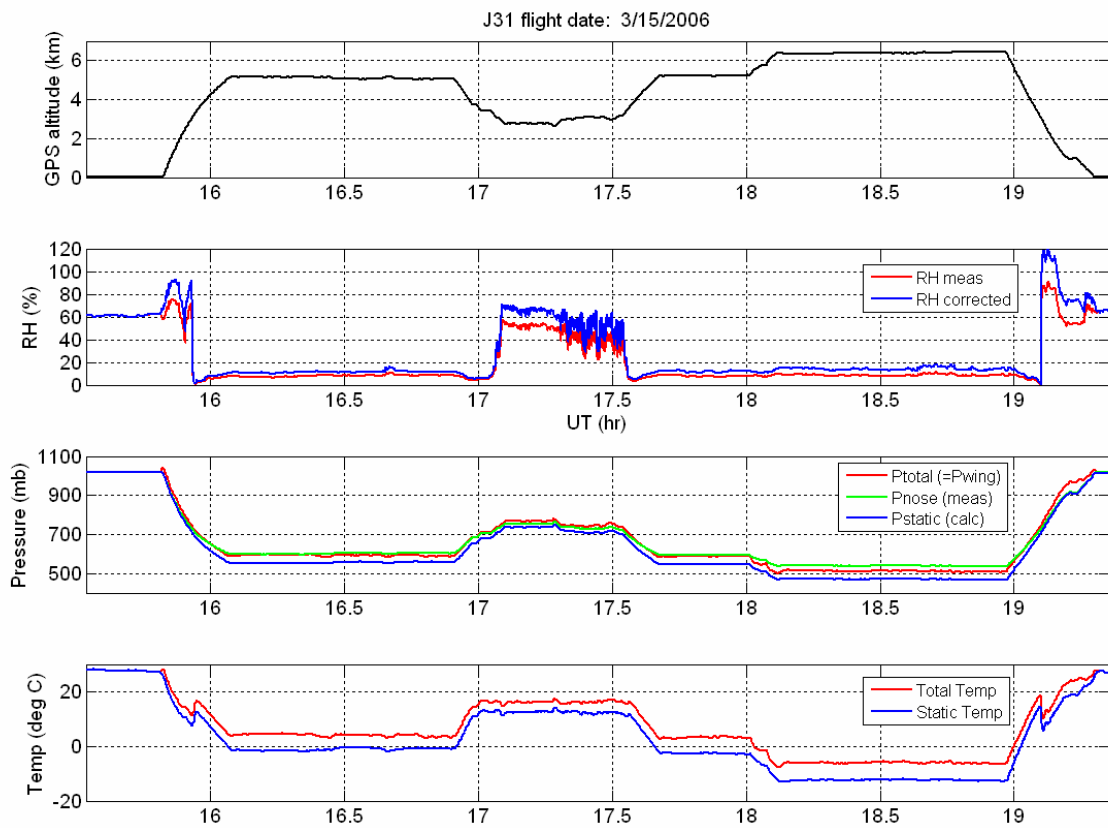 J31 flight date:  3/15/2006
GPS altitude (km)
6
4
2
0
16 16.5 17 17.5 18 18.5 19
RH (%)
120
100
80
60
40
20
0
RH meas
RH corrected
16 16.5 17 17.5 18 18.5 19
UT (hr)
Pressure (mb)
1100
900
700
500
Ptotal (=Pwing)
Pnose (meas)
Pstatic (calc)
16 16.5 17 17.5 18 18.5 19
Temp (deg C)
20
0
-20
Total Temp
Static Temp
16 16.5 17 17.5 18 18.5 19